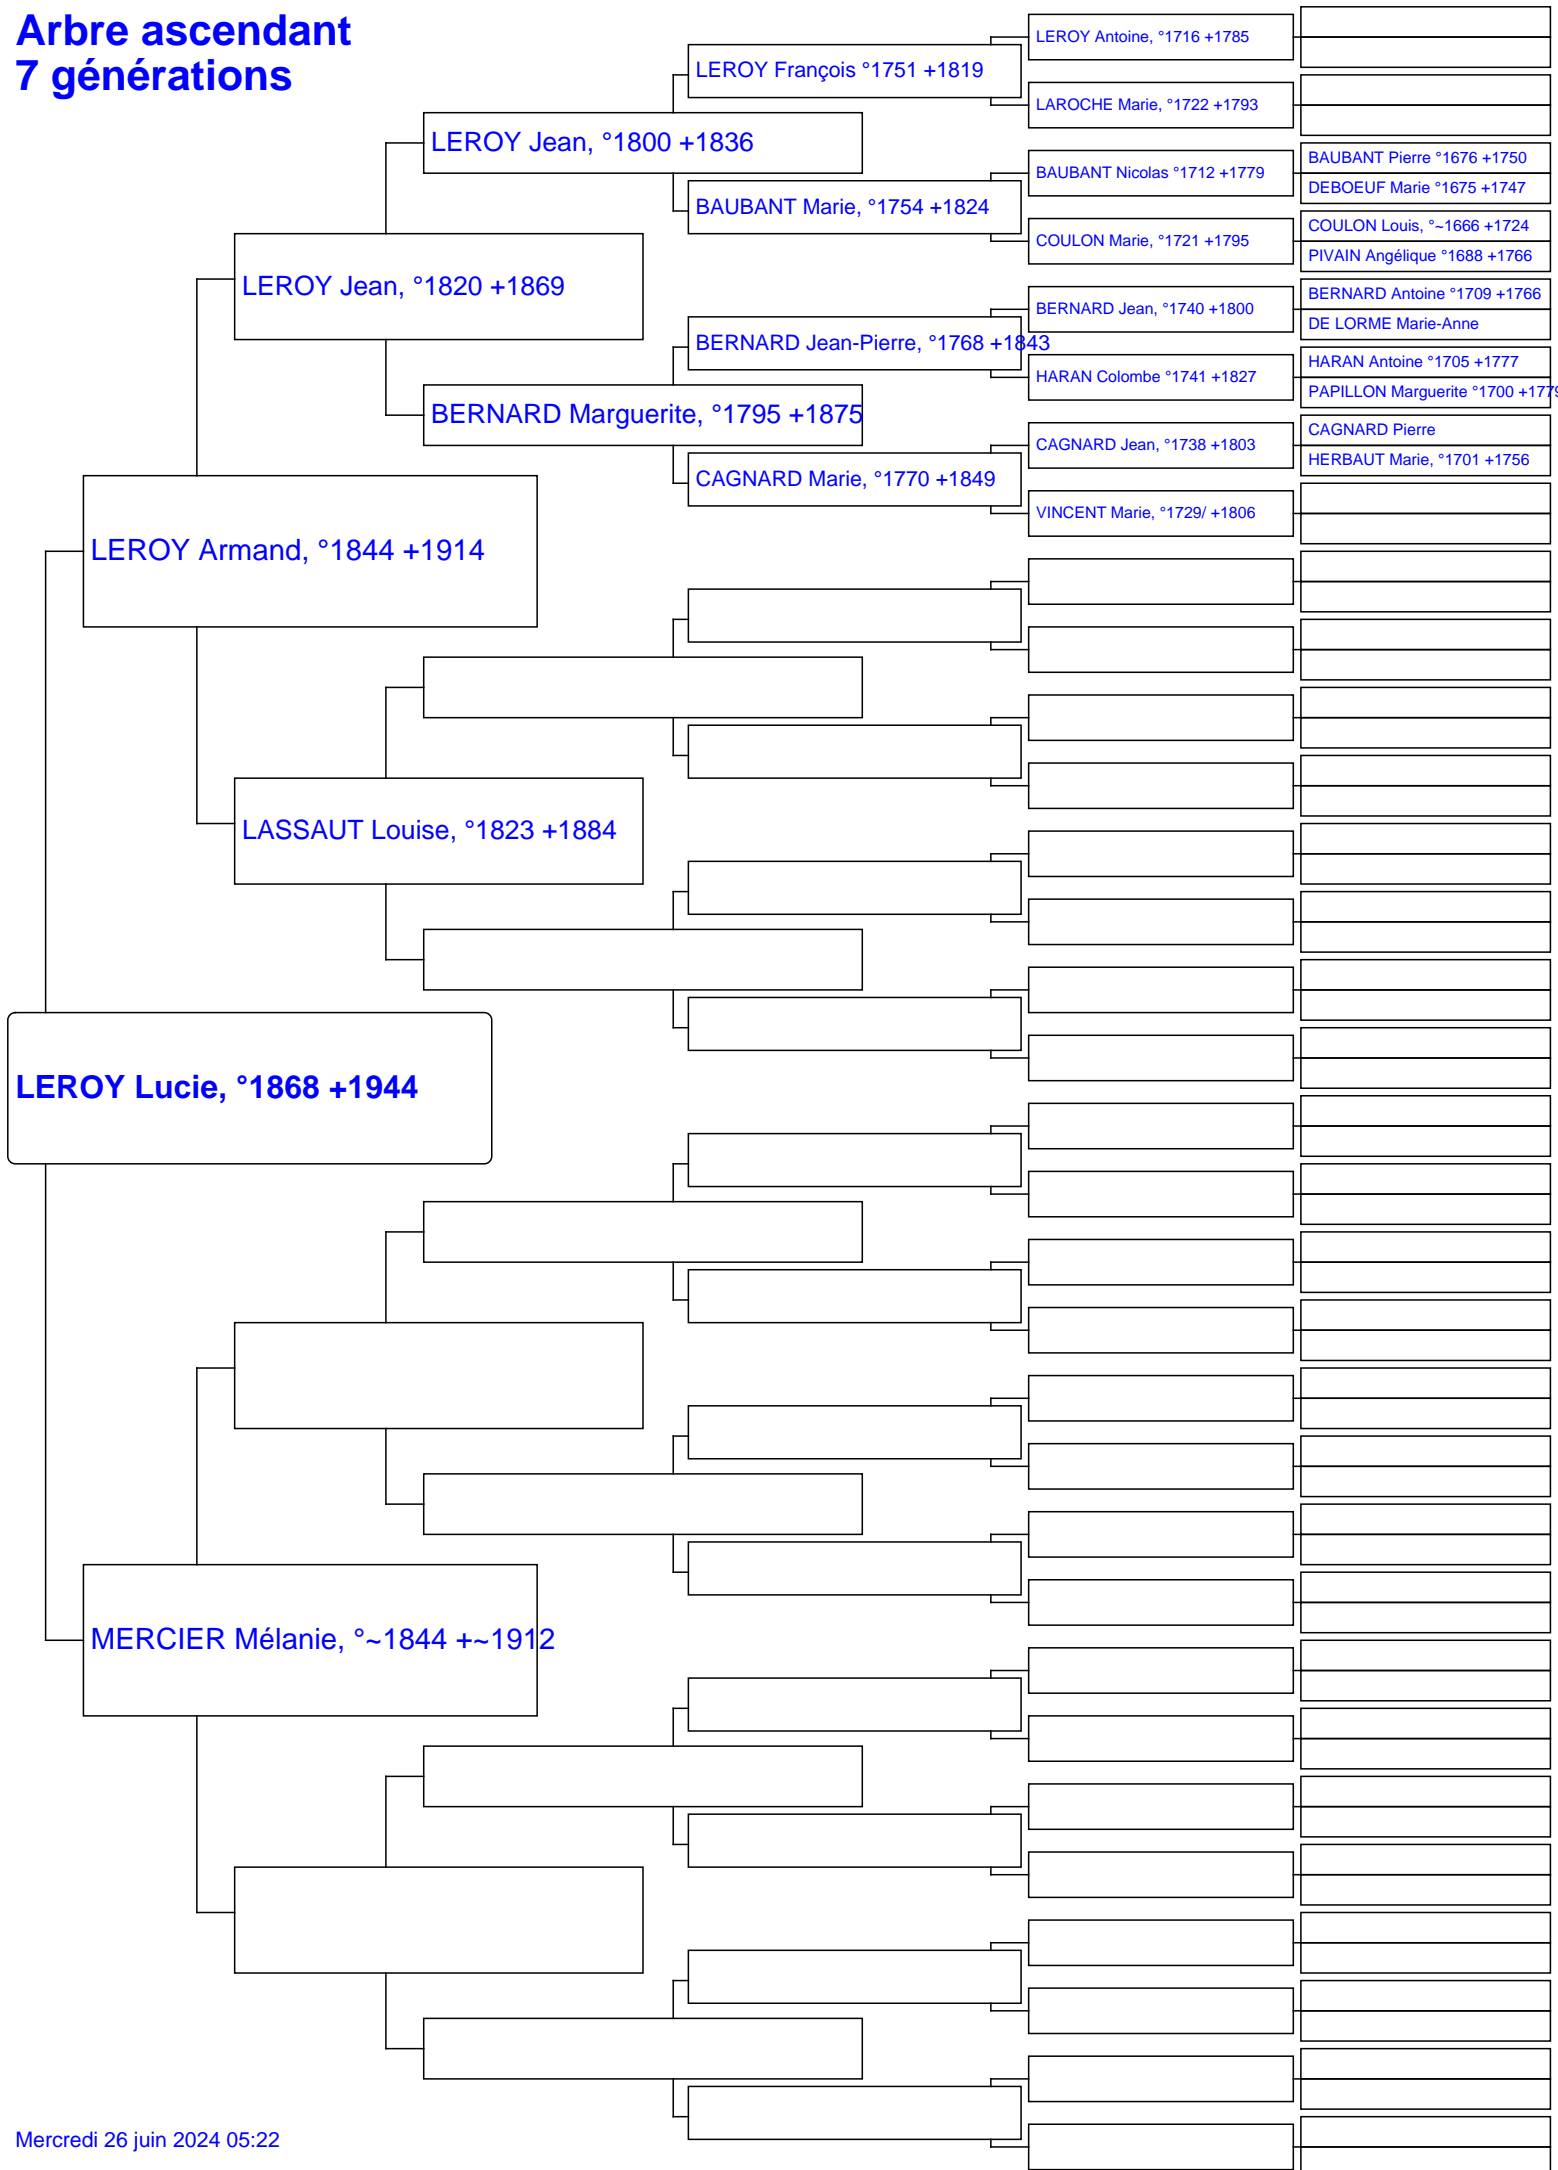 Arbre ascendant
7 générations
LEROY Lucie, °1868 +1944
LEROY Armand, °1844 +1914
MERCIER Mélanie, °~1844 +~1912
LEROY Jean, °1820 +1869
LASSAUT Louise, °1823 +1884
LEROY Jean, °1800 +1836
BERNARD Marguerite, °1795 +1875
LEROY François °1751 +1819
BAUBANT Marie, °1754 +1824
BERNARD Jean-Pierre, °1768 +1843
CAGNARD Marie, °1770 +1849
LEROY Antoine, °1716 +1785
LAROCHE Marie, °1722 +1793
BAUBANT Nicolas °1712 +1779
COULON Marie, °1721 +1795
BERNARD Jean, °1740 +1800
HARAN Colombe °1741 +1827
CAGNARD Jean, °1738 +1803
VINCENT Marie, °1729/ +1806
BAUBANT Pierre °1676 +1750
DEBOEUF Marie °1675 +1747
COULON Louis, °~1666 +1724
PIVAIN Angélique °1688 +1766
BERNARD Antoine °1709 +1766
DE LORME Marie-Anne
HARAN Antoine °1705 +1777
PAPILLON Marguerite °1700 +1779
CAGNARD Pierre
HERBAUT Marie, °1701 +1756
Mercredi 26 juin 2024 05:22